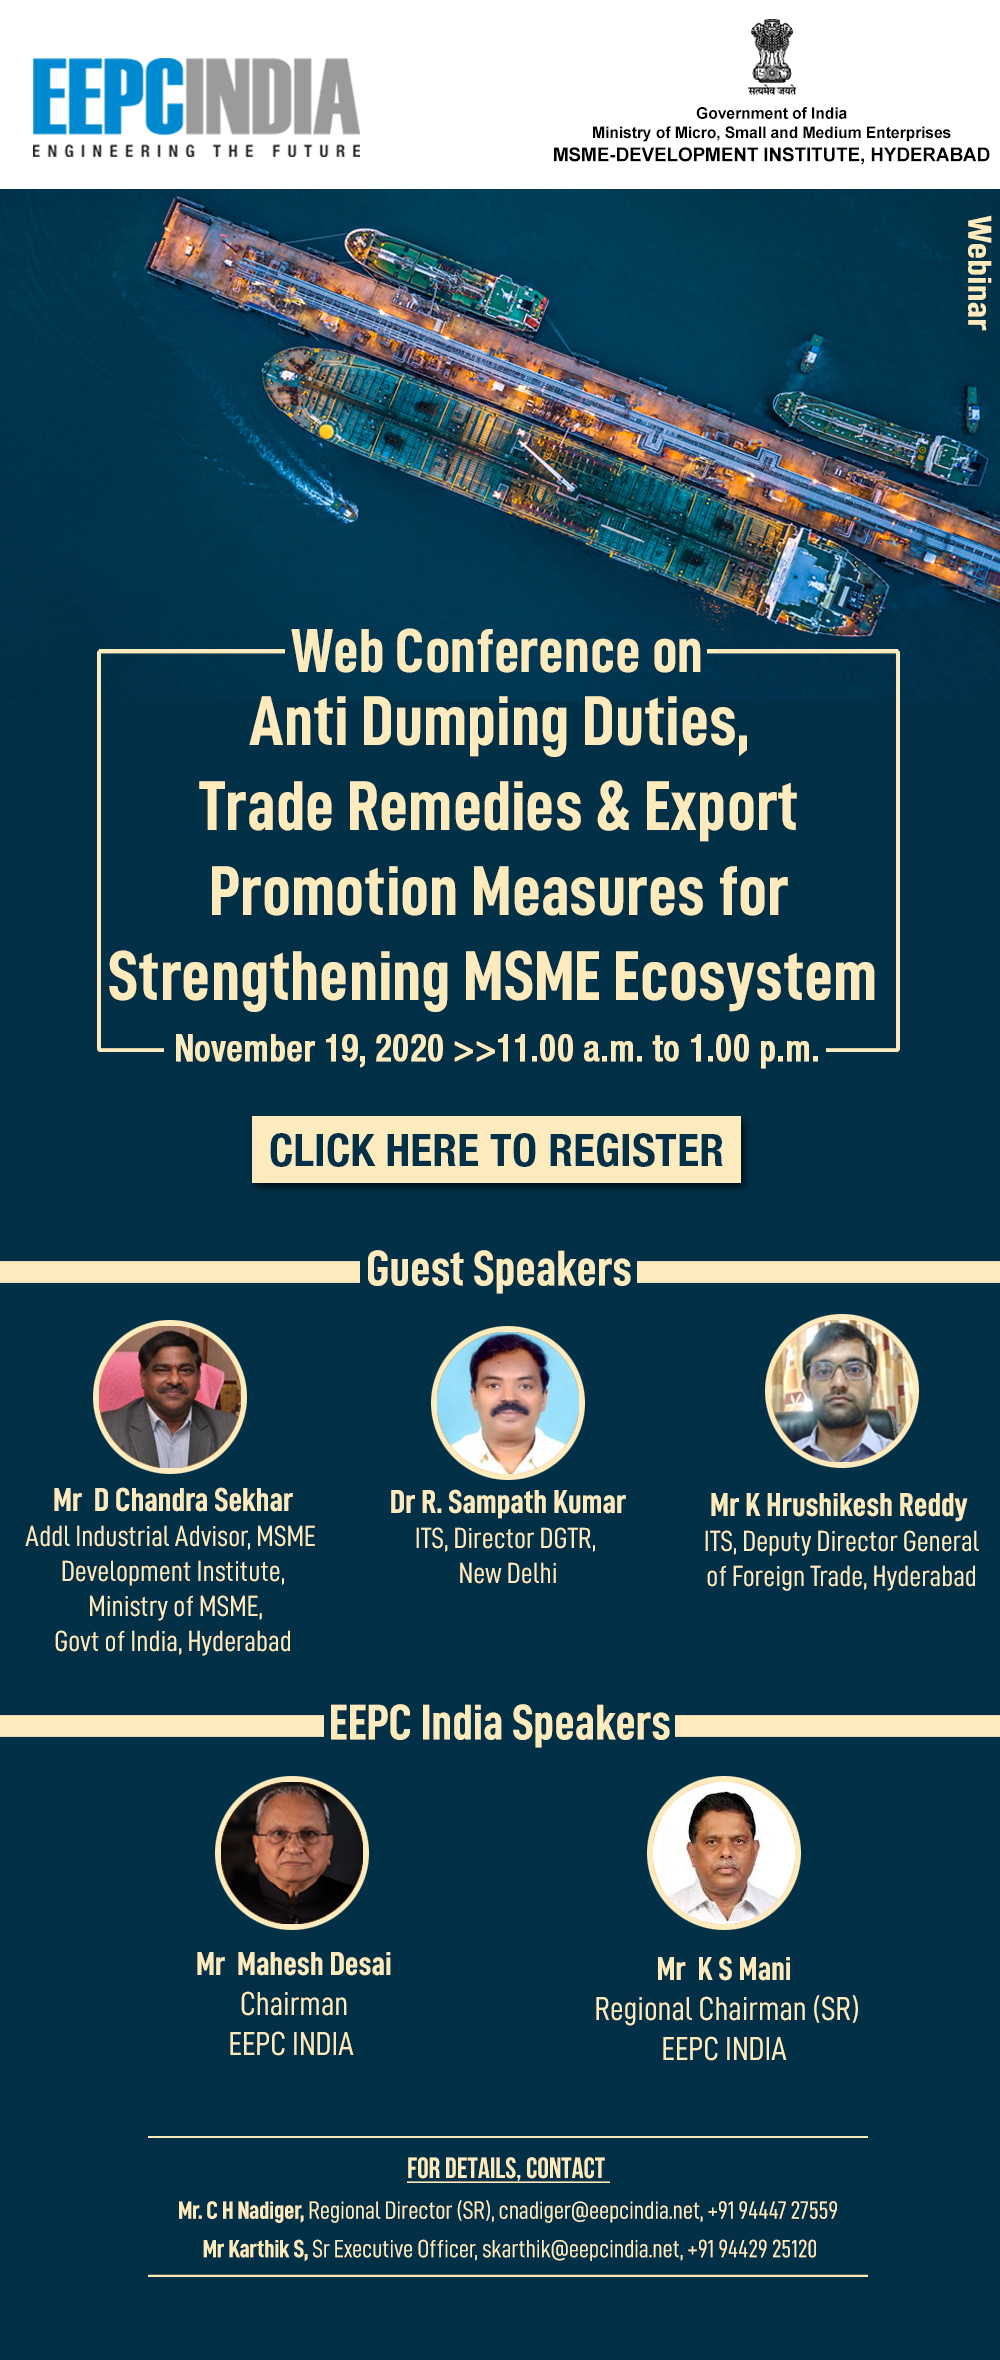 EEPCINDIA
ENGINEERING THE FUTURE
सत्यमेव जयते
Government of India
Ministry of Micro, Small and Medium Enterprises
MSME-DEVELOPMENT INSTITUTE, HYDERABAD
Webinar
Web Conference on
Anti Dumping Duties,
Trade Remedies & Export
Promotion Measures for
Strengthening MSME Ecosystem
November 19, 2020 >>11.00 a.m. to 1.00 p.m.
CLICK HERE TO REGISTER
Guest Speakers
Mr D Chandra Sekhar
Addl Industrial Advisor, MSME
Development Institute,
Ministry of MSME,
Govt of India, Hyderabad
Dr R. Sampath Kumar
ITS, Director DGTR,
New Delhi
Mr K Hrushikesh Reddy
ITS, Deputy Director General
of Foreign Trade, Hyderabad
EEPC India Speakers
Mr Mahesh Desai
Chairman
EEPC INDIA
Mr K S Mani
Regional Chairman (SR)
EEPC INDIA
FOR DETAILS, CONTACT
Mr. C H Nadiger, Regional Director (SR), cnadiger@eepcindia.net, +91 94447 27559
Mr Karthik S, Sr Executive Officer, skarthik@eepcindia.net, +91 94429 25120